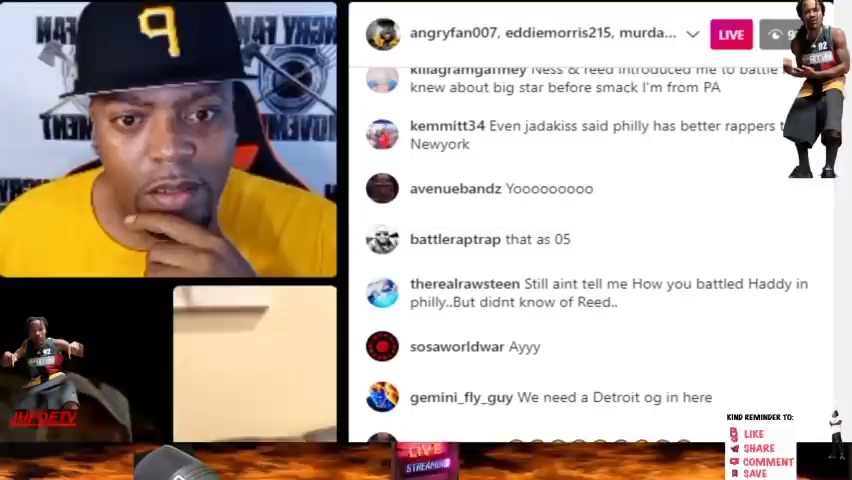 angryfan007, eddiemorris215, murda...
LIVE
killagramgaffney Ness & reed introduced me to battle
knew about big star before smack I'm from PA
kemmitt34 Even jadakiss said philly has better rappers
Newyork
avenuebandz Yooooooooo
battleraptrap that as 05
therealrawsteen Still aint tell me How you battled Haddy in
philly..But didnt know of Reed..
sosaworldwar Ayyy
gemini_fly_guy We need a Detroit og in here
JHFOETV
LIVE
STREAMING
KIND REMINDER TO:
LIKE
SHARE
COMMENT
SAVE